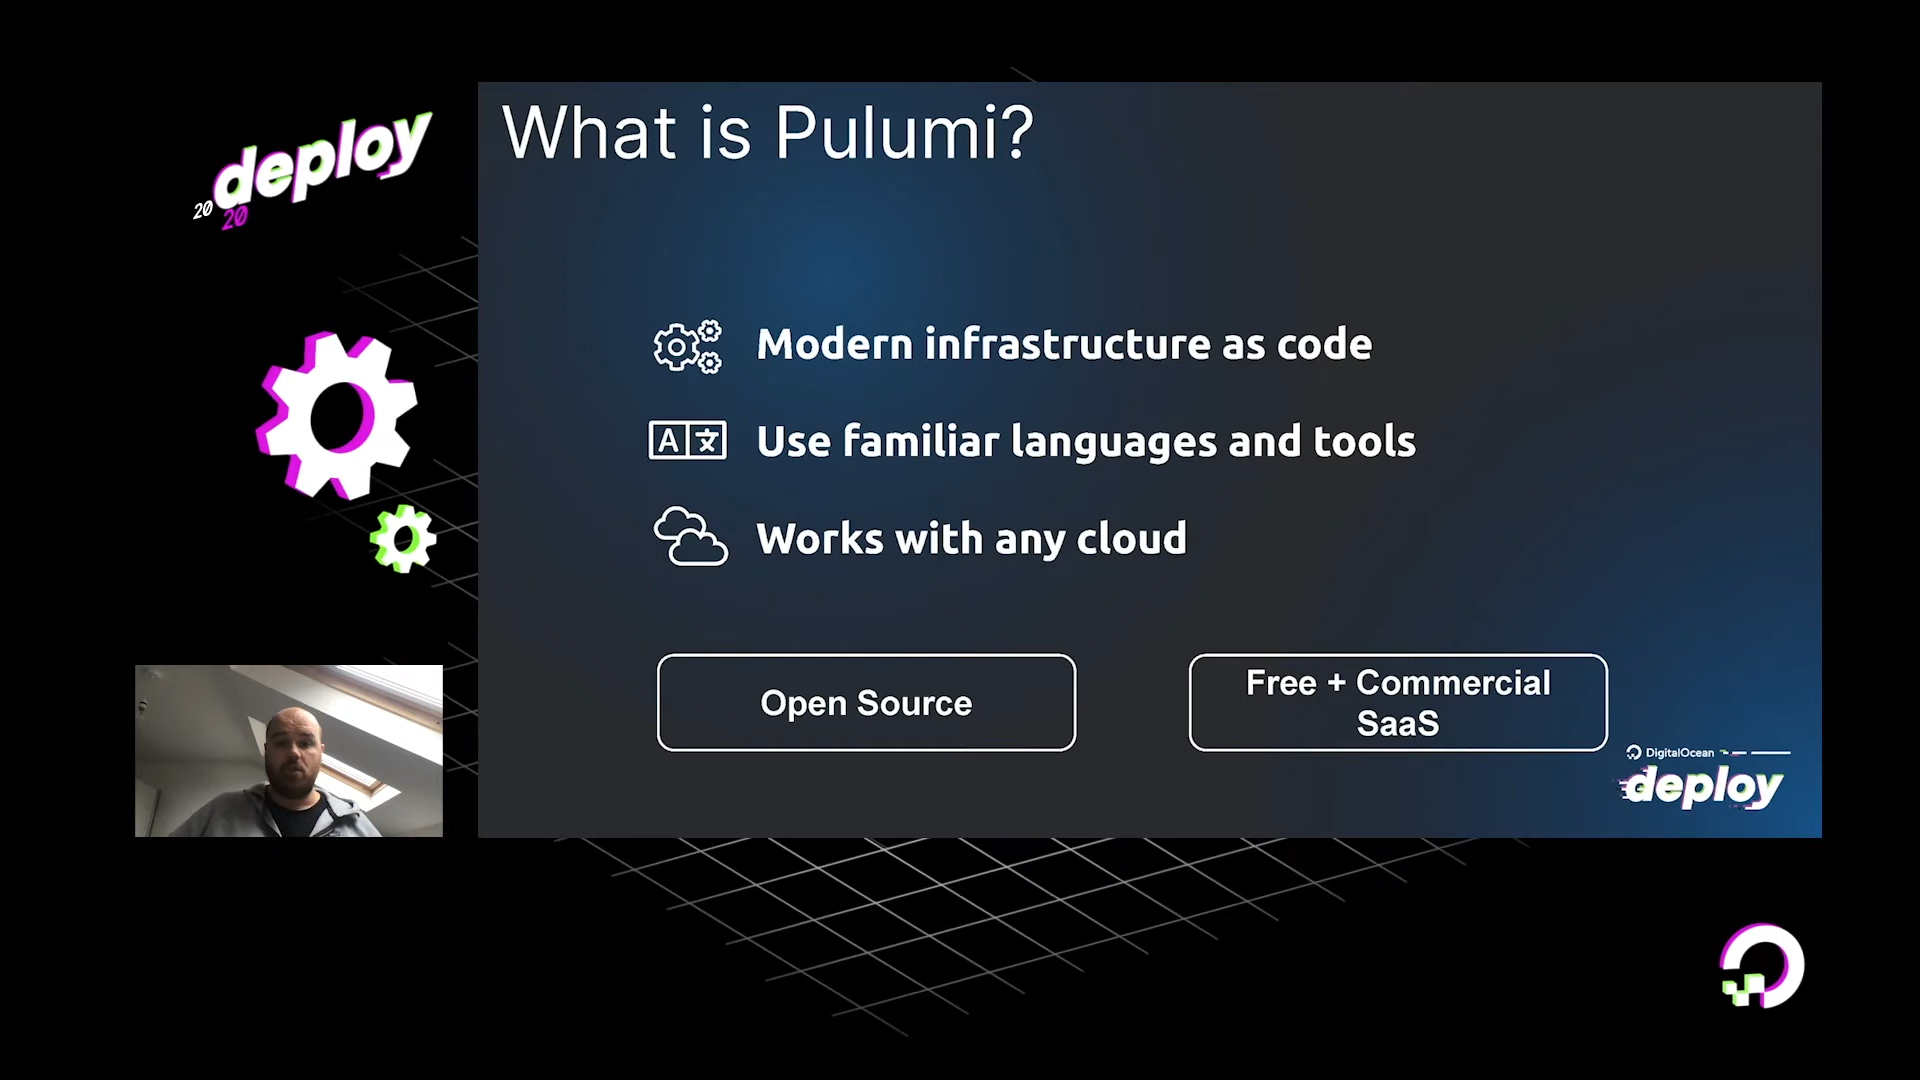 deploy
20
20
What is Pulumi?
Modern infrastructure as code
A文
Use familiar languages and tools
Works with any cloud
Open Source
Free + Commercial
SaaS
DigitalOcean
deploy